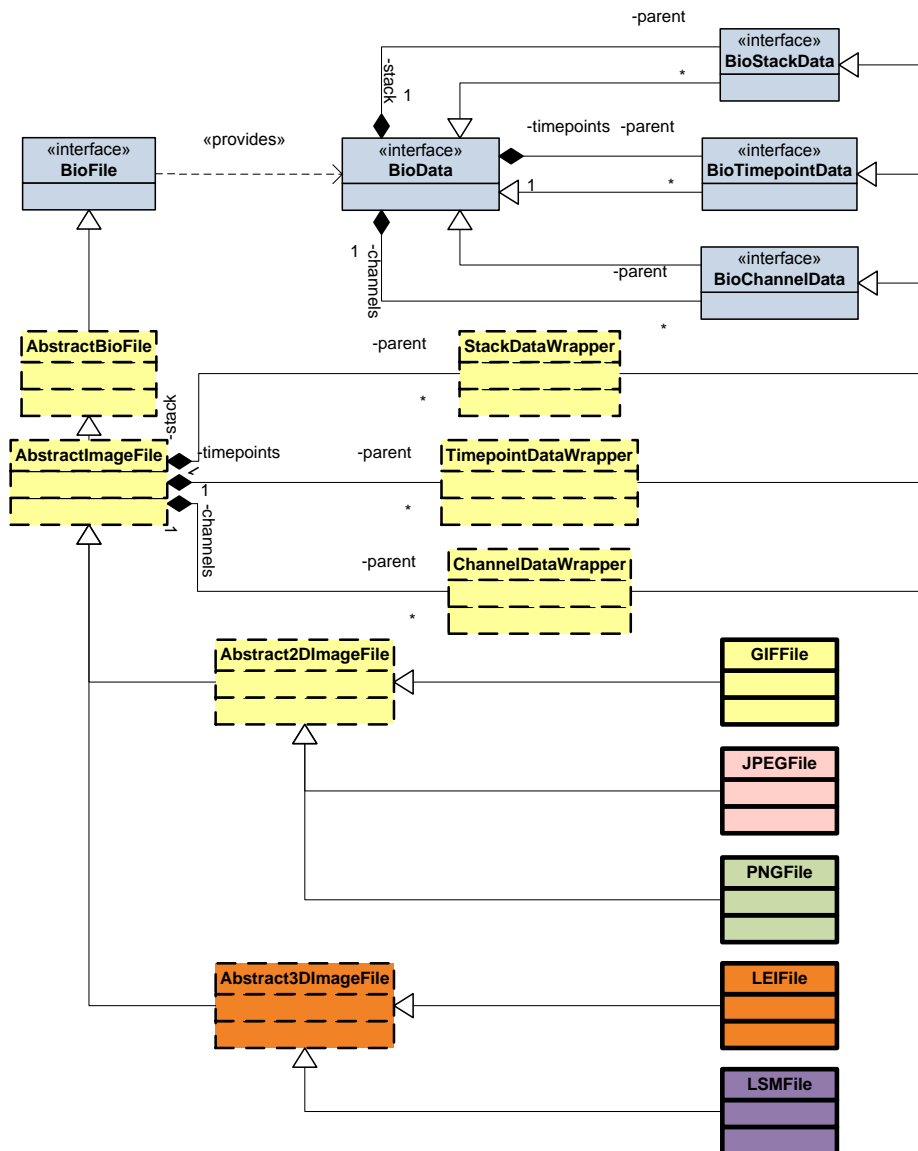 -parent
«interface»
BioStackData
-stack
1
*
«provides»
-timepoints
-parent
«interface»
BioFile
«interface»
BioData
«interface»
BioTimepointData
1
*
1
-channels
-parent
«interface»
BioChannelData
*
AbstractBioFile
-parent
StackDataWrapper
*
-stack
AbstractImageFile
-timepoints
1
-parent
TimepointDataWrapper
1
*
-channels
1
-parent
ChannelDataWrapper
*
Abstract2DImageFile
GIFFile
JPEGFile
PNGFile
Abstract3DImageFile
LEIFile
LSMFile